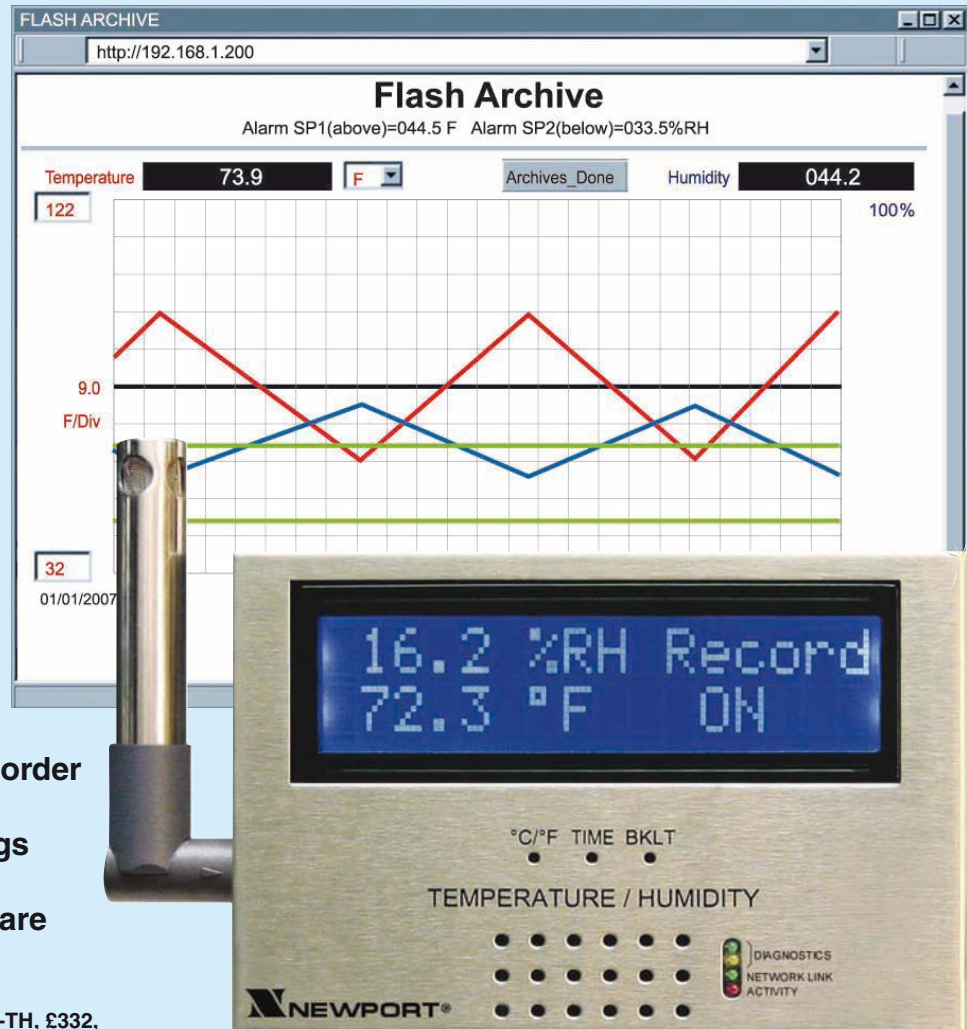 FLASH ARCHIVE
http://192.168.1.200
Flash Archive
Alarm SP1(above)=044.5 F Alarm SP2(below)=033.5%RH
Temperature 73.9 F Archives_Done Humidity 044.2
122
100%
9.0
F/Div
32
01/01/2007
16.2 %RH Record
72.3 °F ON
order
gs
are
-TH, £332,
°C/°F TIME BKLT
TEMPERATURE / HUMIDITY
DIAGNOSTICS
NETWORK LINK
ACTIVITY
NEWPORT®